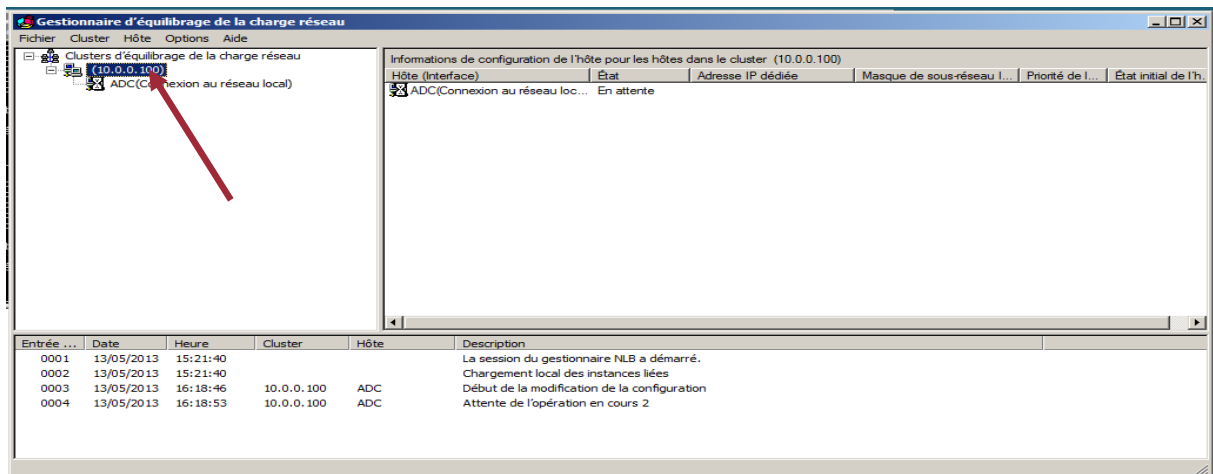 Gestionnaire d'équilibrage de la charge réseau
Fichier Cluster Hôte Options Aide
Clusters d'équilibrage de la charge réseau
(10.0.0.100)
ADC(Connexion au réseau local)
Informations de configuration de l'hôte pour les hôtes dans le cluster (10.0.0.100)
Hôte (Interface) État Adresse IP dédiée Masque de sous-réseau I... Priorité de l... État initial de l'h.
ADC(Connexion au réseau loc... En attente
Entrée ... Date Heure Cluster Hôte Description
0001 13/05/2013 15:21:40 La session du gestionnaire NLB a démarré.
0002 13/05/2013 15:21:40 Chargement local des instances liées
0003 13/05/2013 16:18:46 10.0.0.100 ADC Début de la modification de la configuration
0004 13/05/2013 16:18:53 10.0.0.100 ADC Attente de l'opération en cours 2